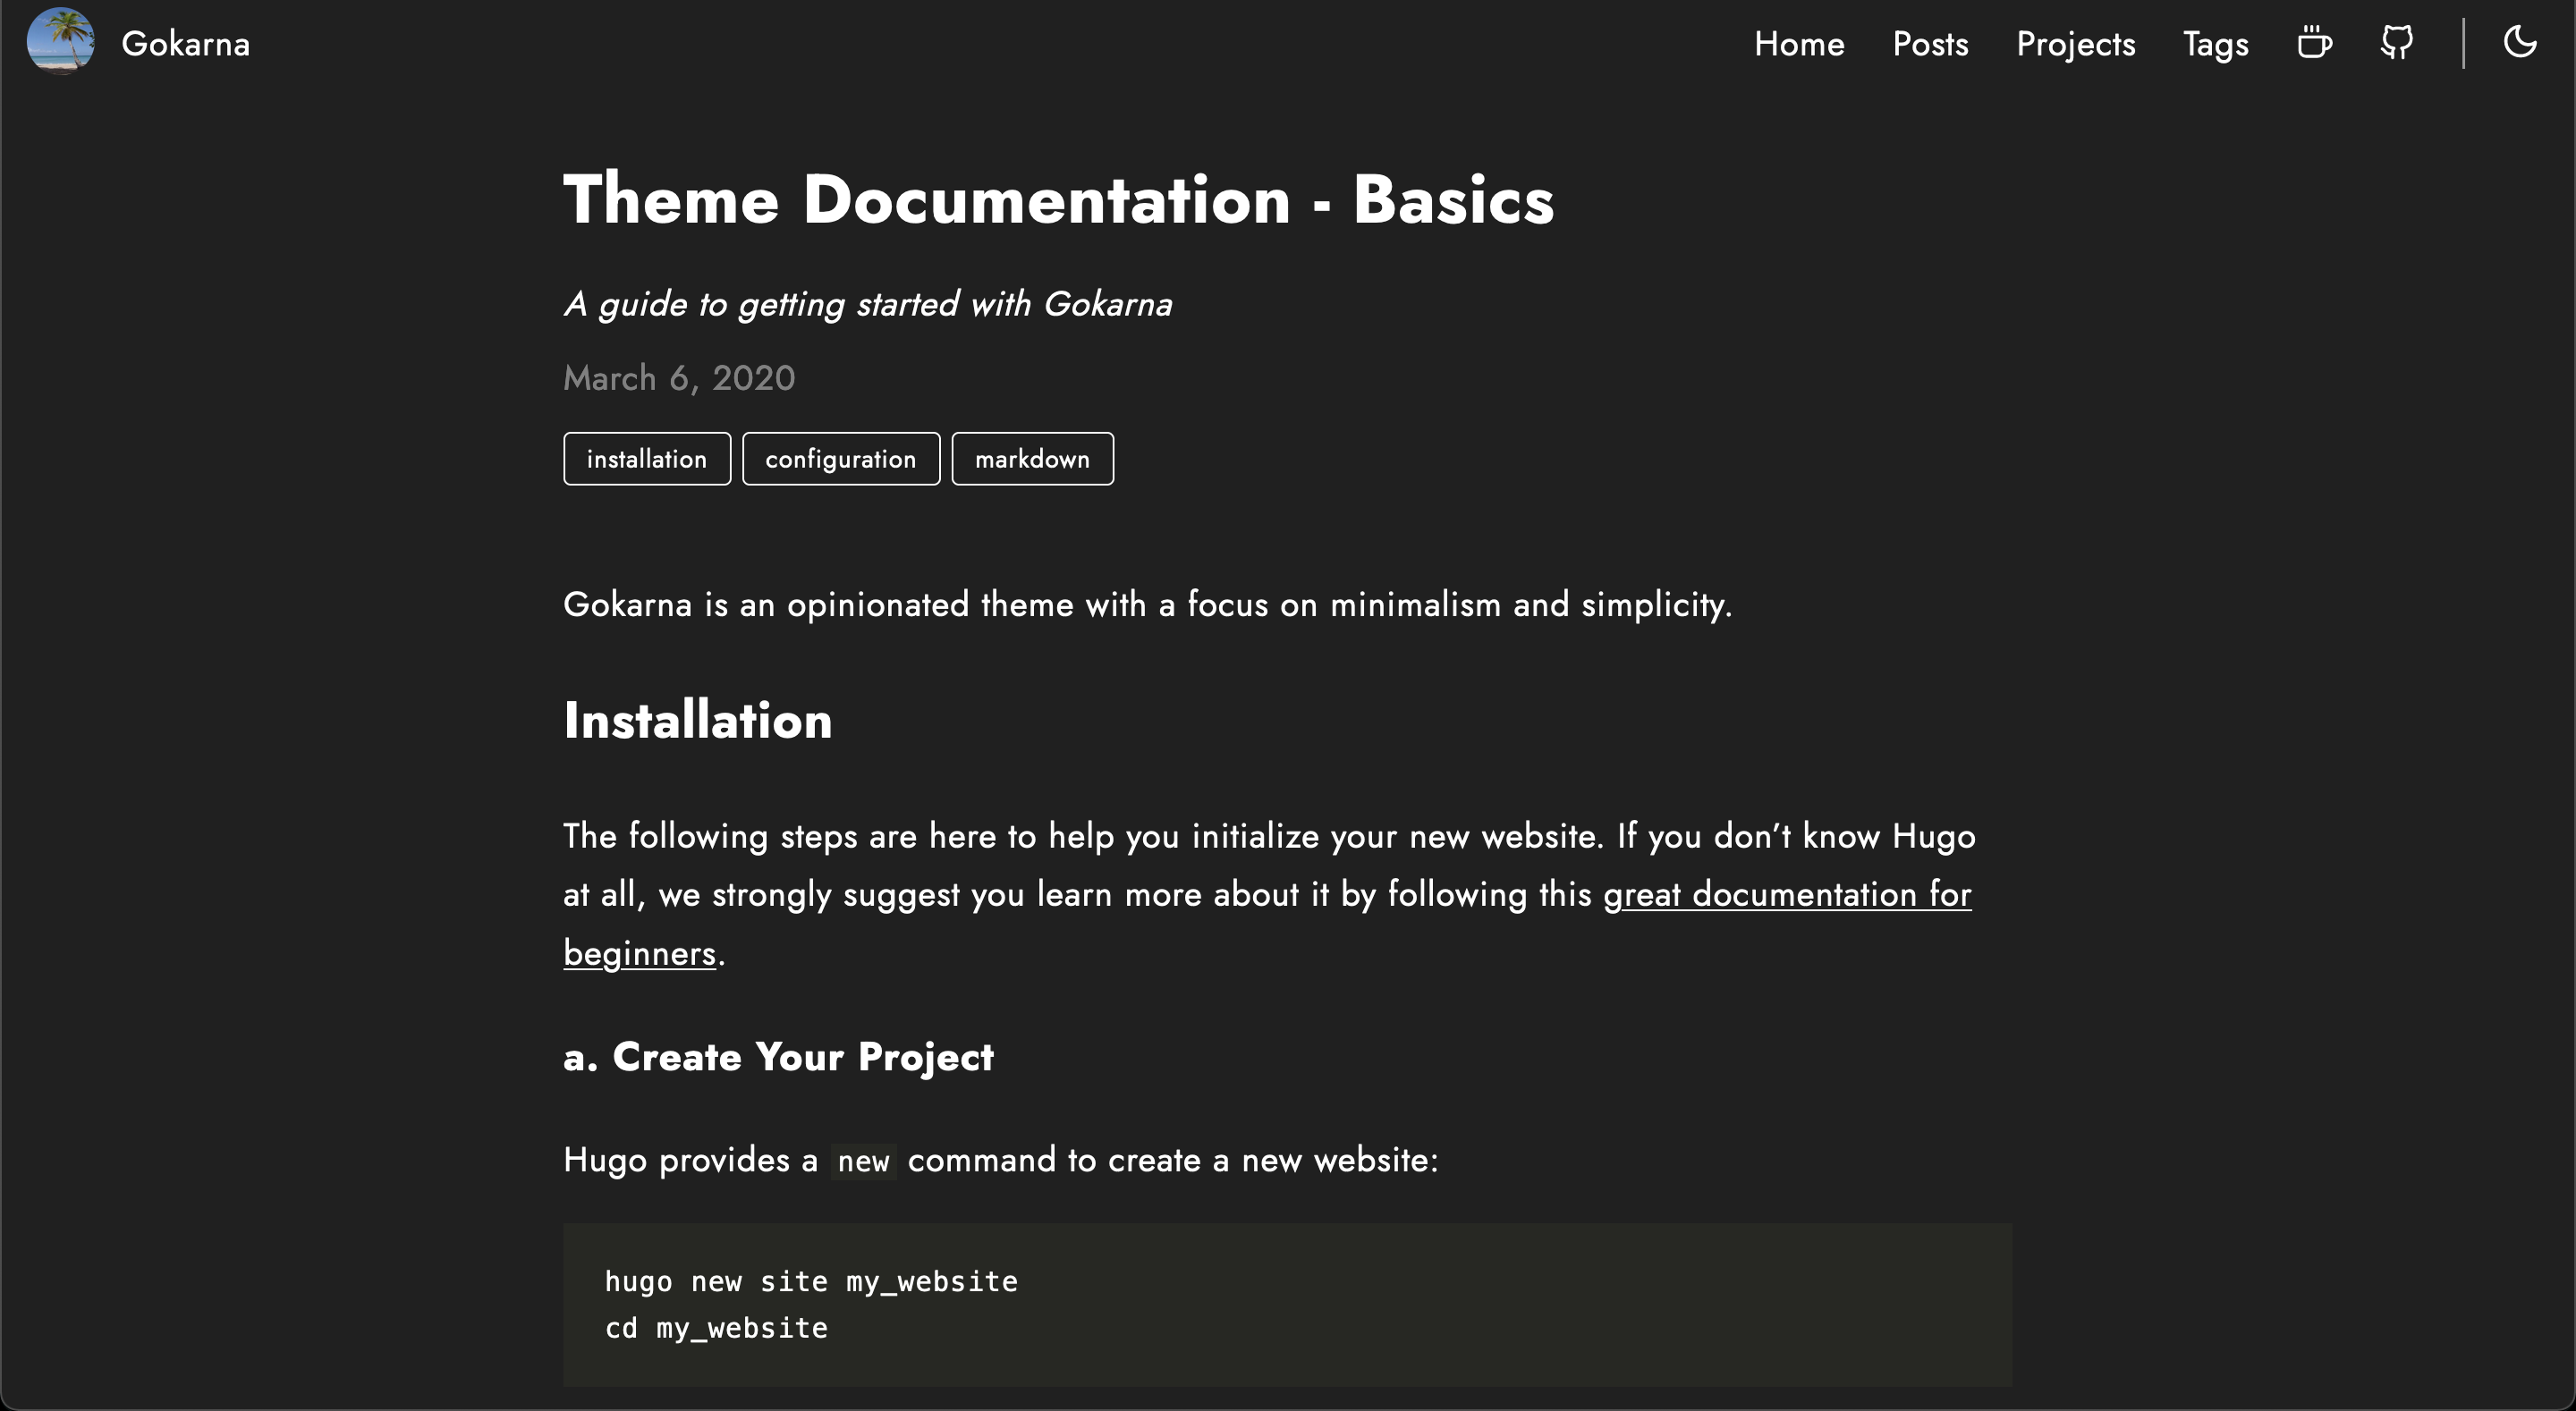 Gokarna
Home Posts Projects Tags
Theme Documentation - Basics
A guide to getting started with Gokarna
March 6, 2020
installation configuration markdown
Gokarna is an opinionated theme with a focus on minimalism and simplicity.
Installation
The following steps are here to help you initialize your new website. If you don’t know Hugo
at all, we strongly suggest you learn more about it by following this great documentation for
beginners.
a. Create Your Project
Hugo provides a new command to create a new website:
hugo new site my_website
cd my_website